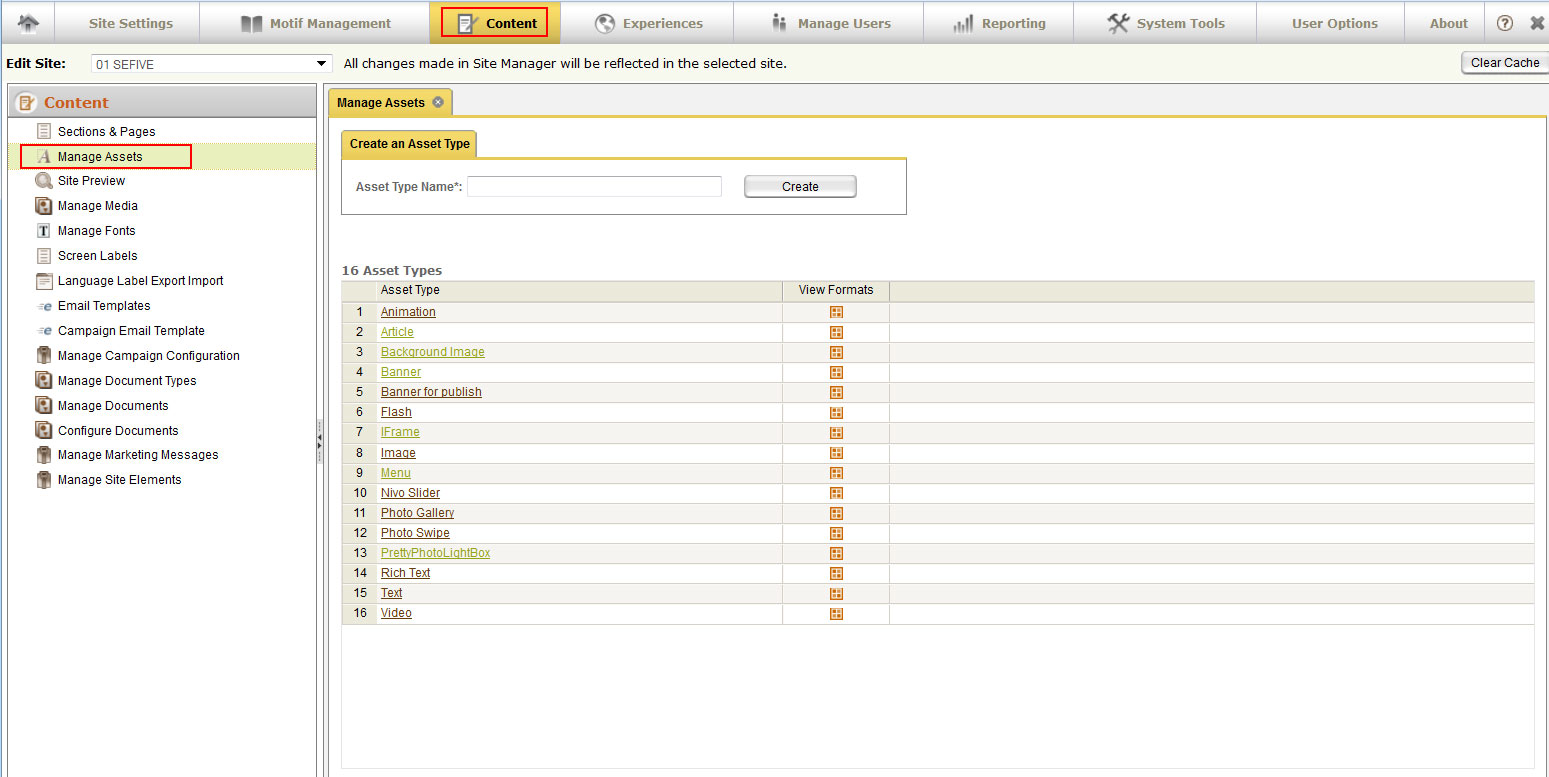 Site Settings Motif Management Content Experiences Manage Users Reporting System Tools User Options About ?
Edit Site: 01 SEFIVE All changes made in Site Manager will be reflected in the selected site. Clear Cache
Content
Sections & Pages
Manage Assets
Site Preview
Manage Media
Manage Fonts
Screen Labels
Language Label Export Import
Email Templates
Campaign Email Template
Manage Campaign Configuration
Manage Document Types
Manage Documents
Configure Documents
Manage Marketing Messages
Manage Site Elements
Manage Assets
Create an Asset Type
Asset Type Name*: Create
16 Asset Types
Asset Type View Formats
1 Animation
2 Article
3 Background Image
4 Banner
5 Banner for publish
6 Flash
7 IFrame
8 Image
9 Menu
10 Nivo Slider
11 Photo Gallery
12 Photo Swipe
13 PrettyPhotoLightBox
14 Rich Text
15 Text
16 Video